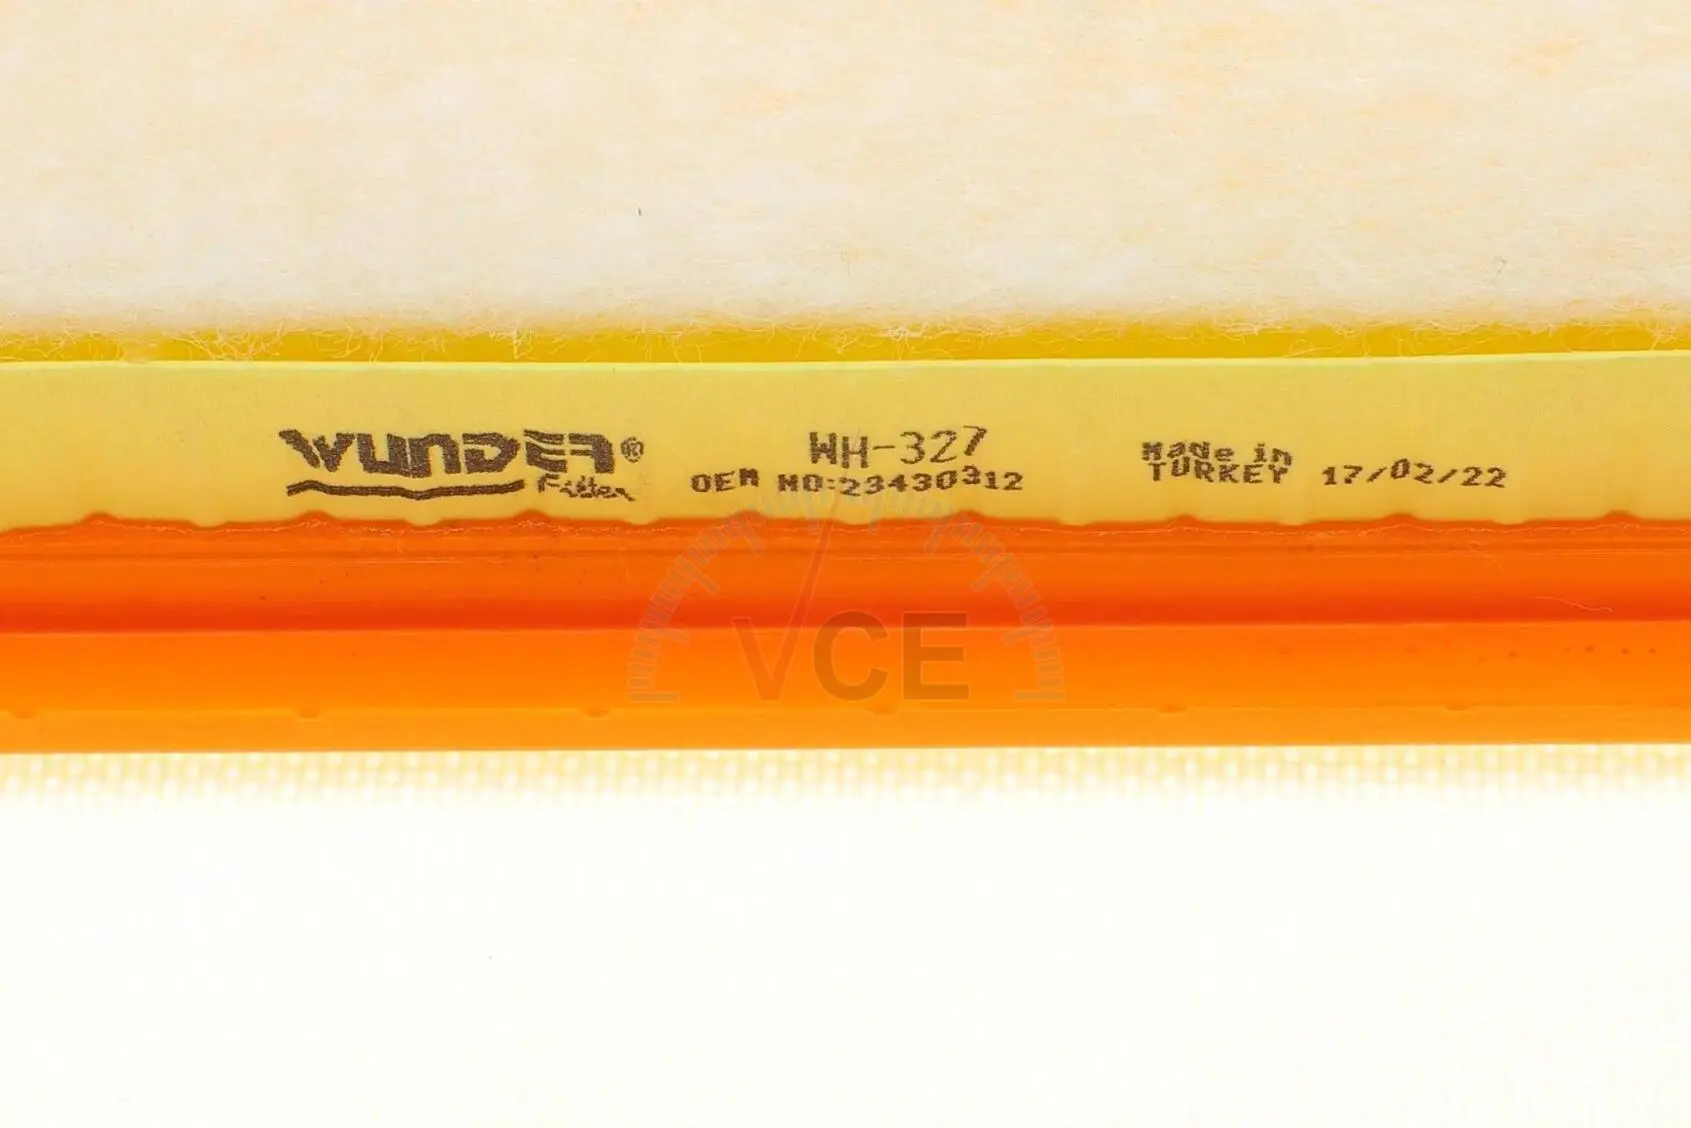 WUNDER®
Filter
WH-327
OEM NO:23430312
Made in
TURKEY 17/02/22
VCE